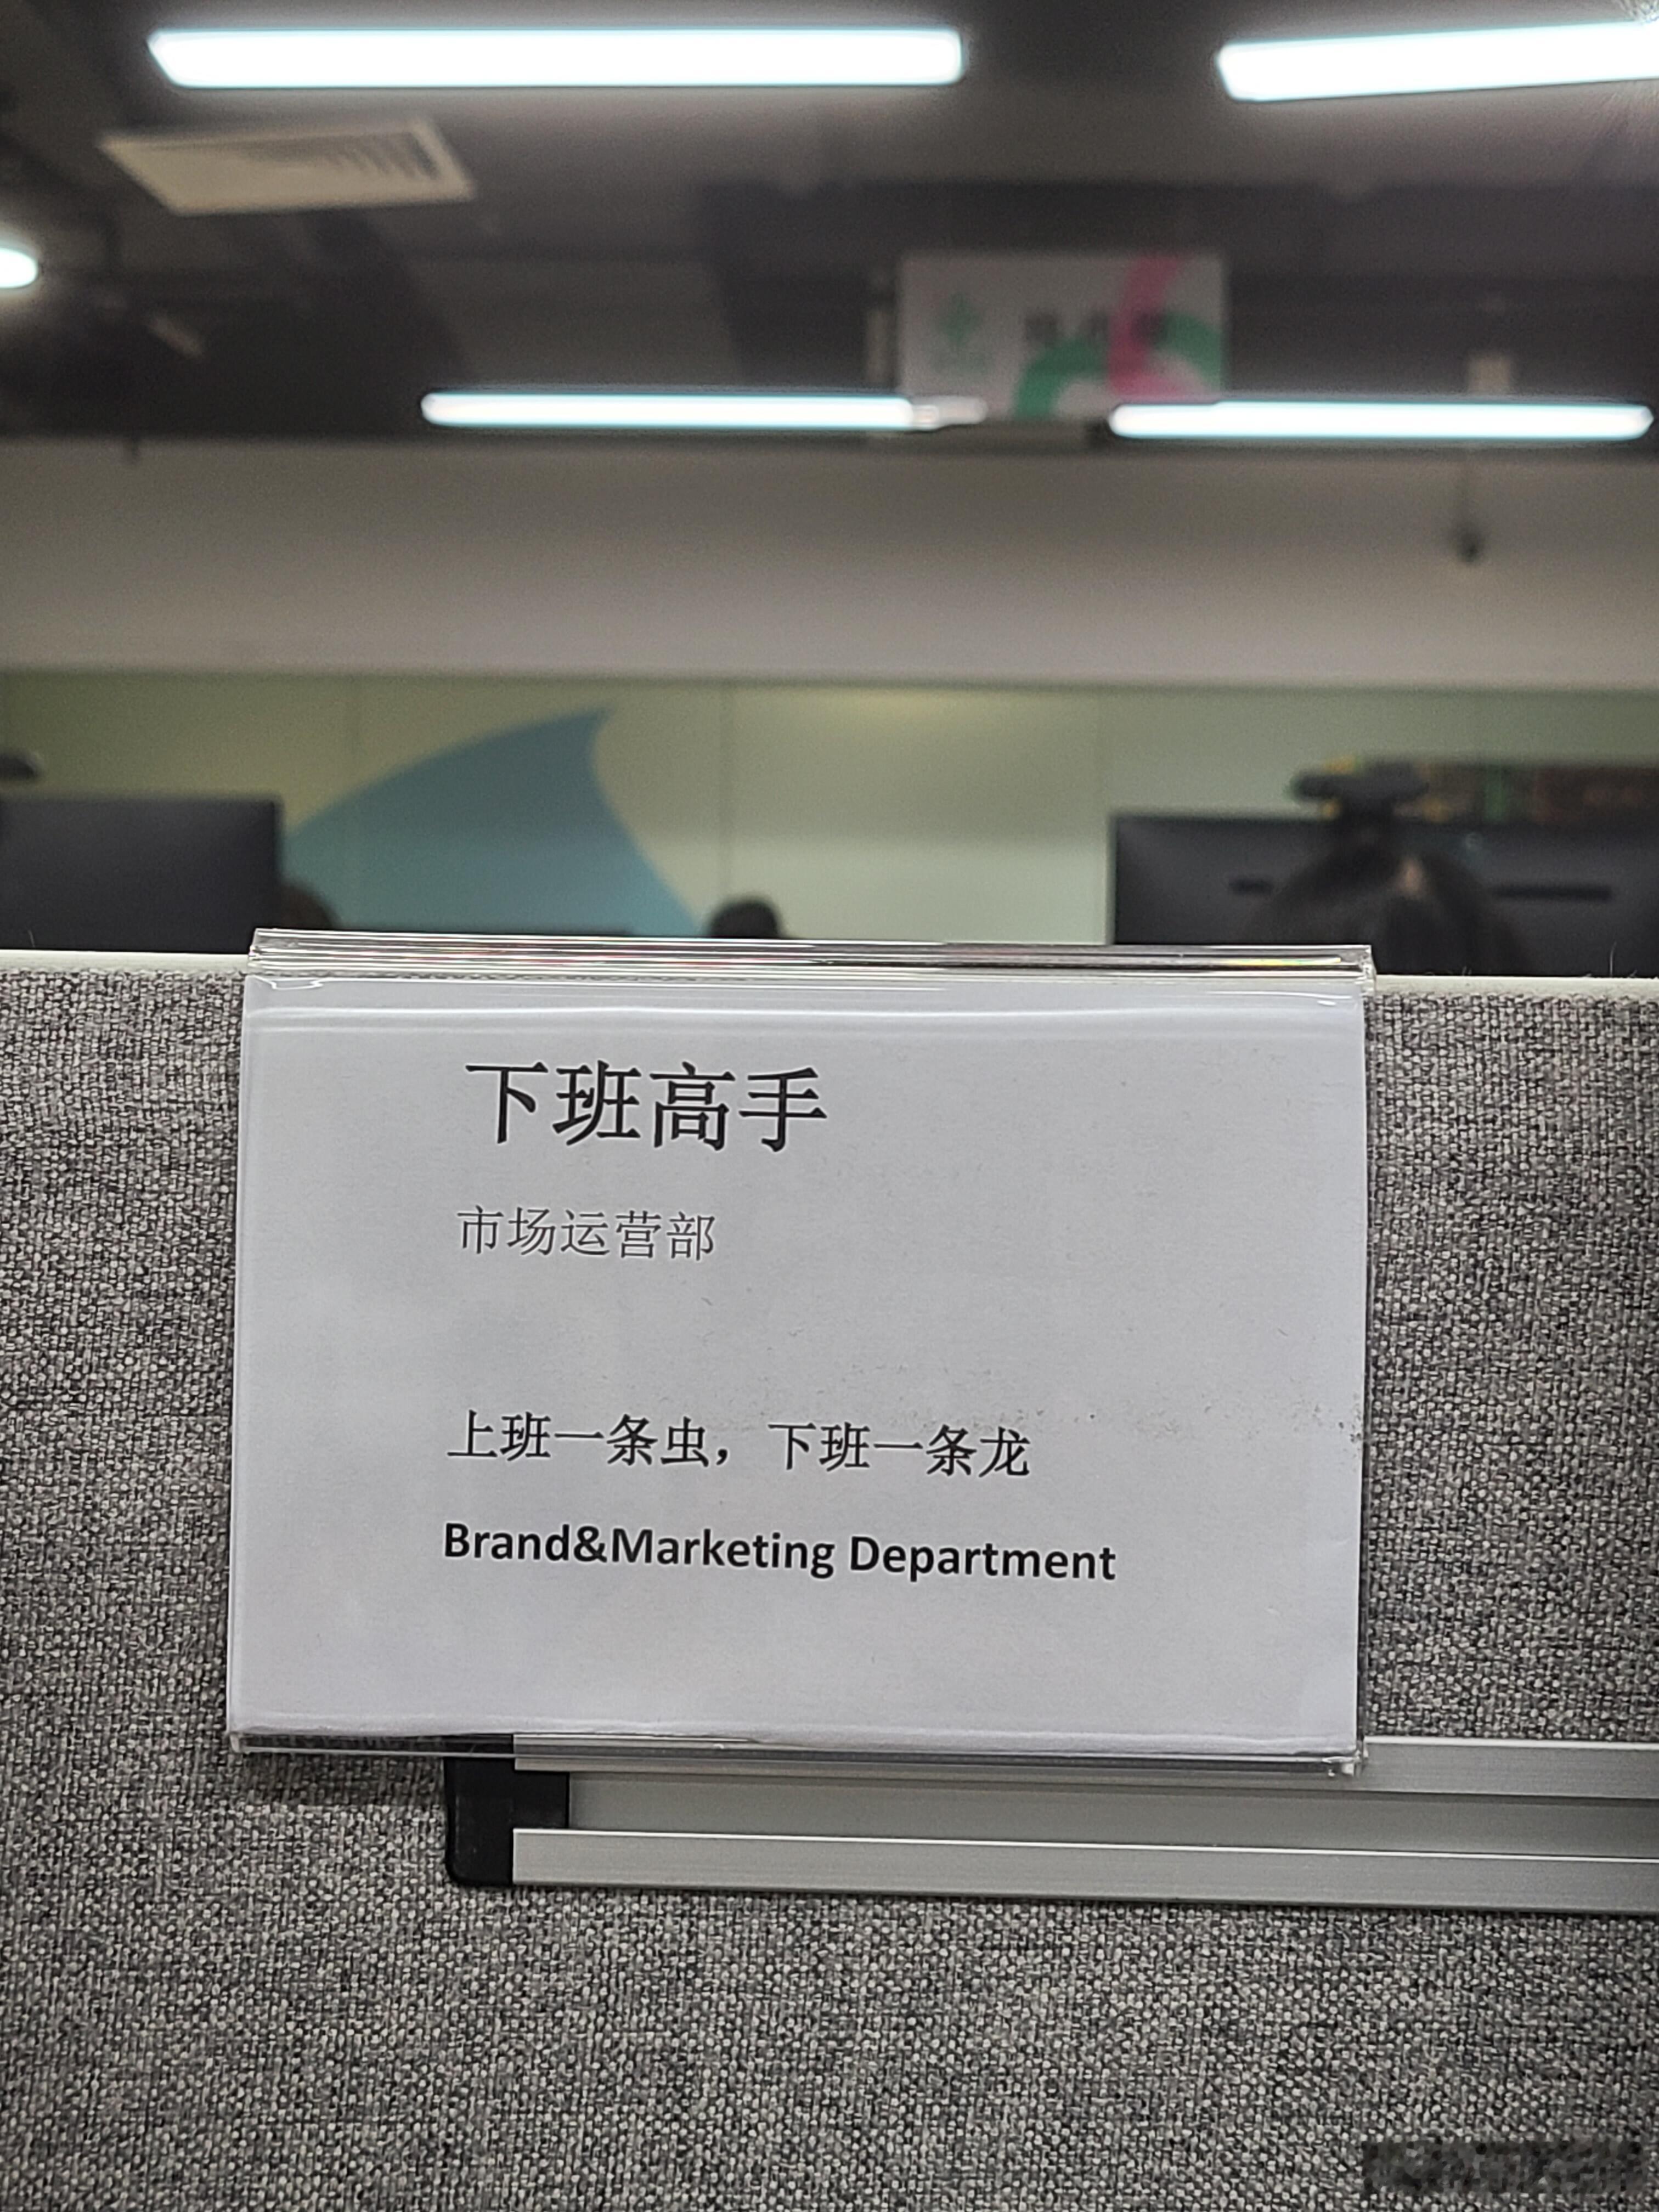 下班高手
市场运营部
上班一条虫，下班一条龙
Brand&Marketing Department